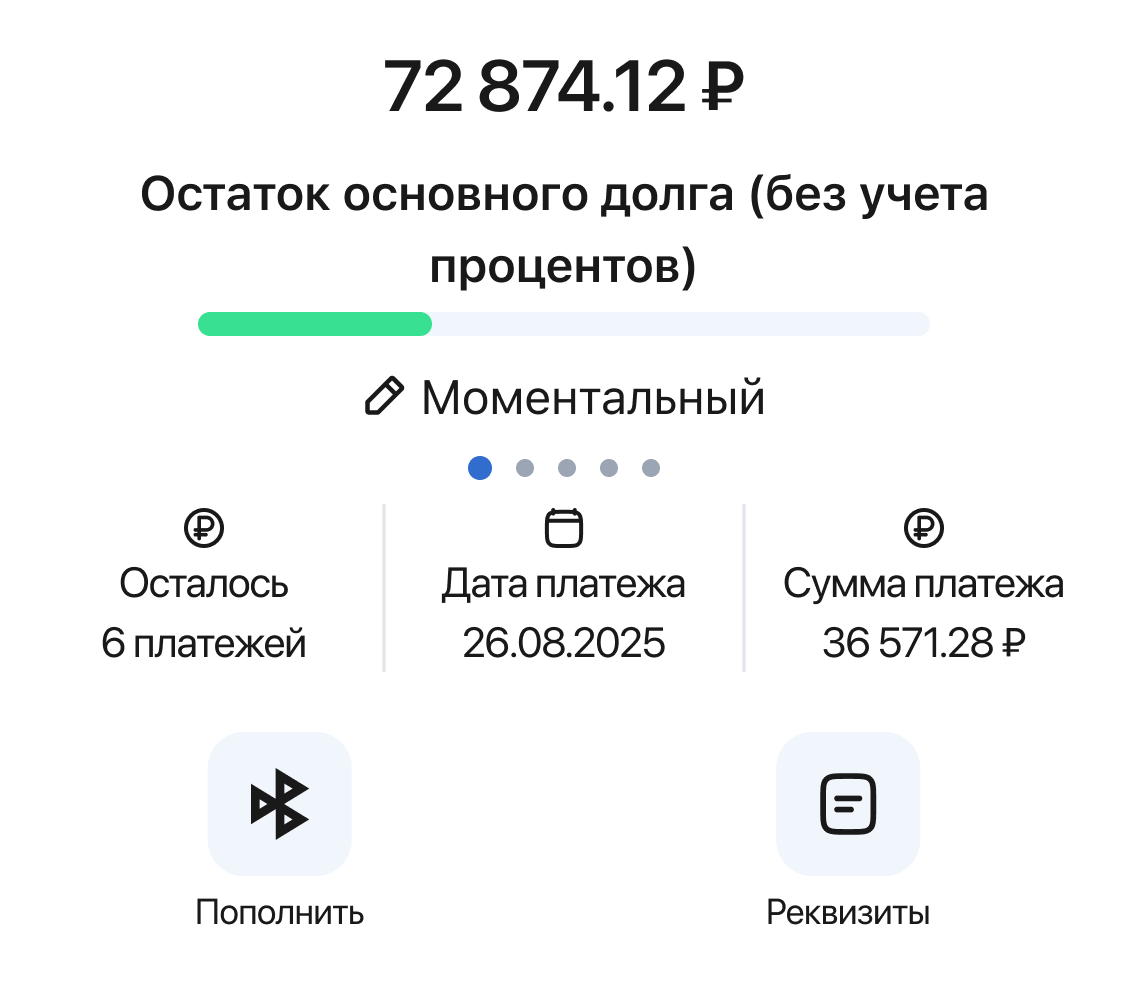 72 874.12 ₽
Остаток основного долга (без учета
процентов)
Моментальный
Осталось
6 платежей
Дата платежа
26.08.2025
Сумма платежа
36 571.28 ₽
Пополнить
Реквизиты